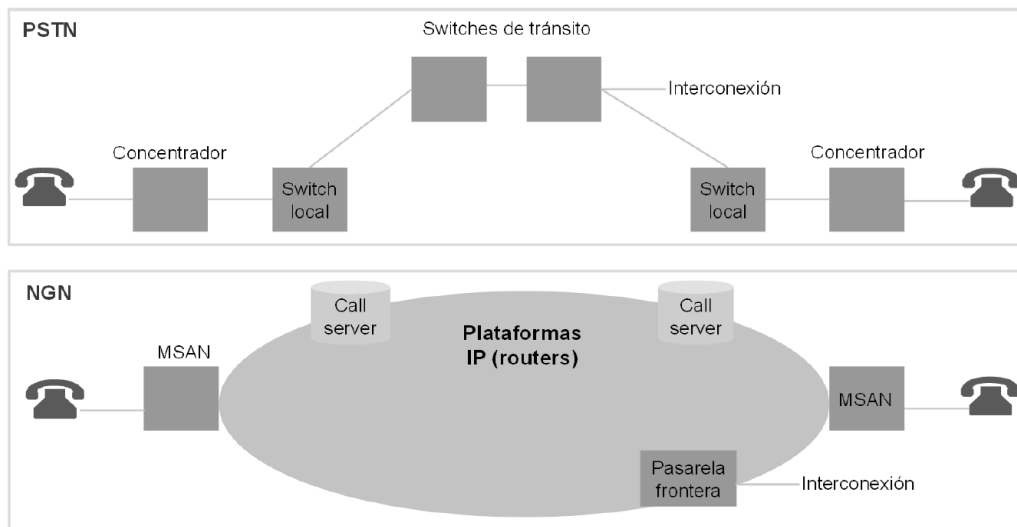 PSTN
Switches de tránsito
Interconexión
Concentrador
Concentrador
Switch
local
Switch
local
NGN
Call
server
Call
server
Plataformas
IP (routers)
MSAN
MSAN
Pasarela
frontera
Interconexión